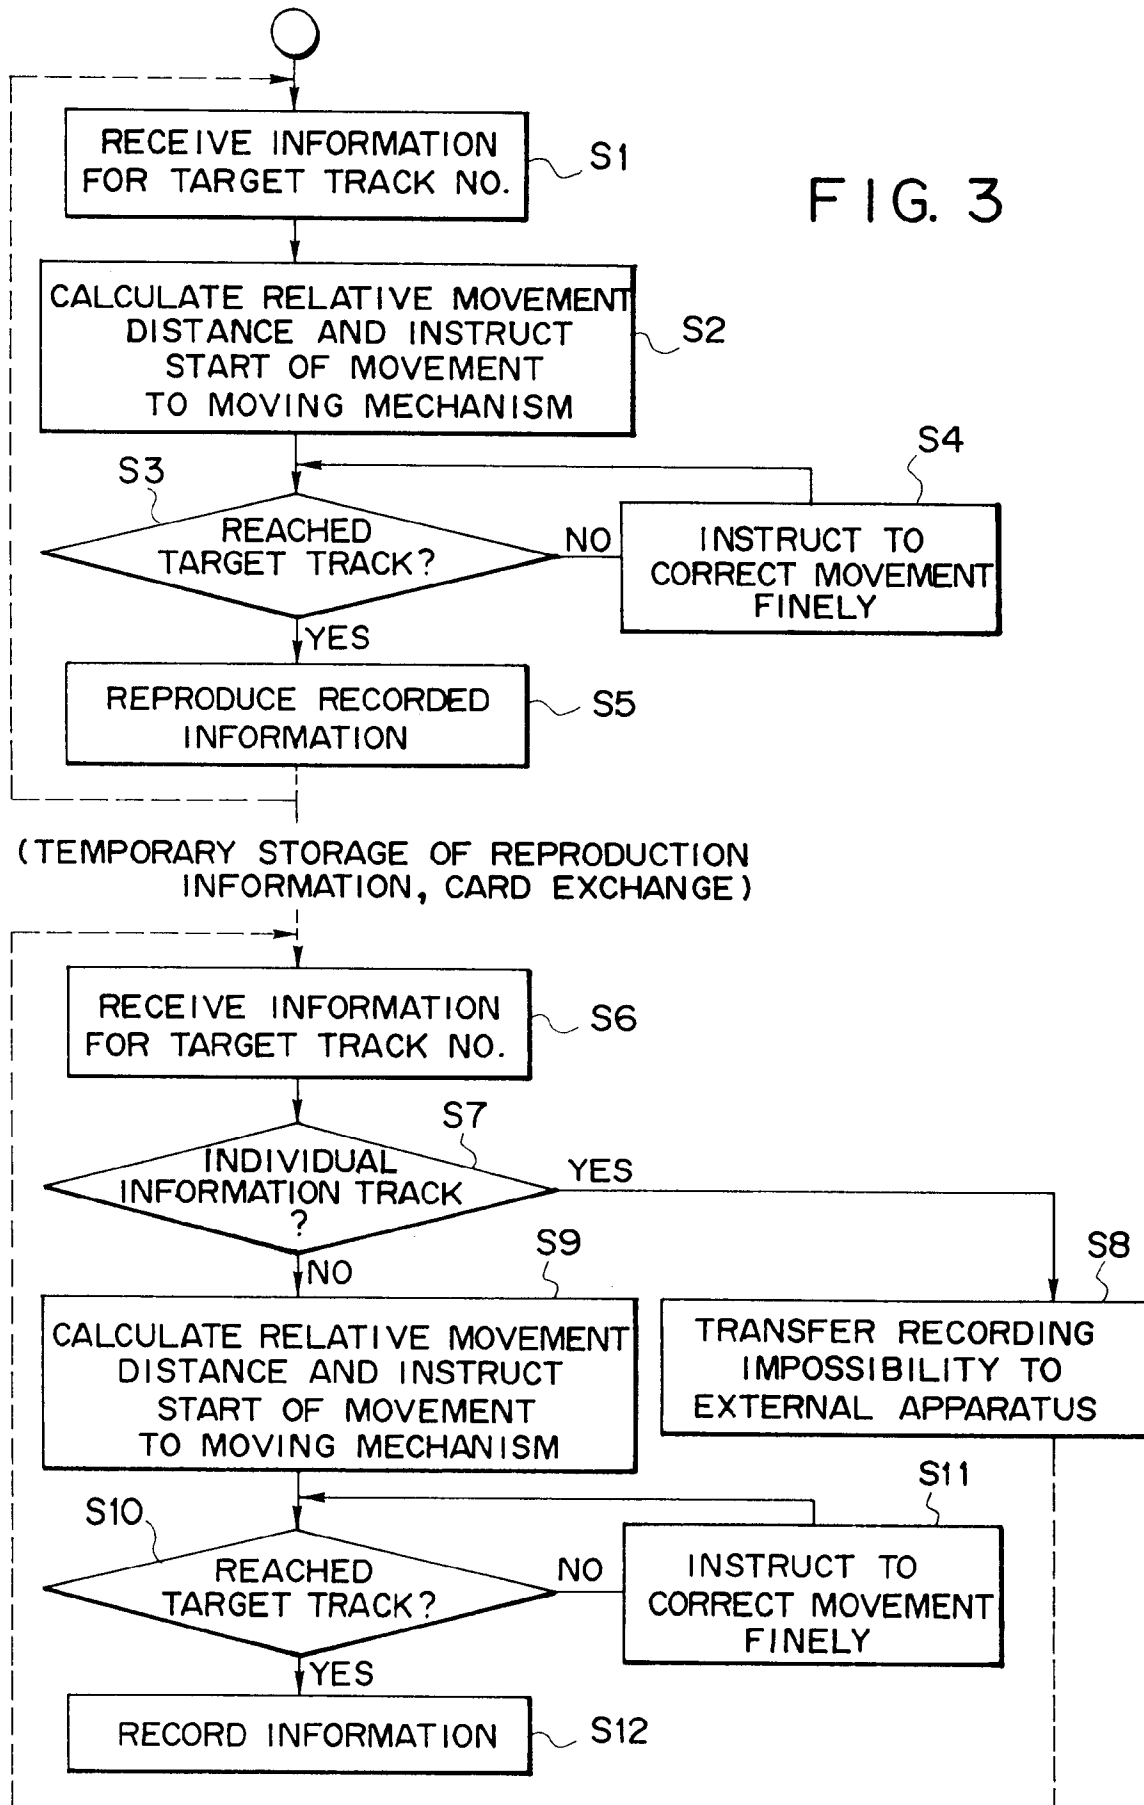 RECEIVE INFORMATION
FOR TARGET TRACK NO.
S1
FIG. 3
CALCULATE RELATIVE MOVEMENT
DISTANCE AND INSTRUCT
START OF MOVEMENT
TO MOVING MECHANISM
S2
S3
REACHED
TARGET TRACK?
NO
S4
INSTRUCT TO
CORRECT MOVEMENT
FINELY
YES
REPRODUCE RECORDED
INFORMATION
S5
(TEMPORARY STORAGE OF REPRODUCTION
INFORMATION, CARD EXCHANGE)
RECEIVE INFORMATION
FOR TARGET TRACK NO.
S6
S7
INDIVIDUAL
INFORMATION TRACK
?
YES
NO
S8
TRANSFER RECORDING
IMPOSSIBILITY TO
EXTERNAL APPARATUS
S9
CALCULATE RELATIVE MOVEMENT
DISTANCE AND INSTRUCT
START OF MOVEMENT
TO MOVING MECHANISM
S10
REACHED
TARGET TRACK?
NO
S11
INSTRUCT TO
CORRECT MOVEMENT
FINELY
YES
RECORD INFORMATION
S12